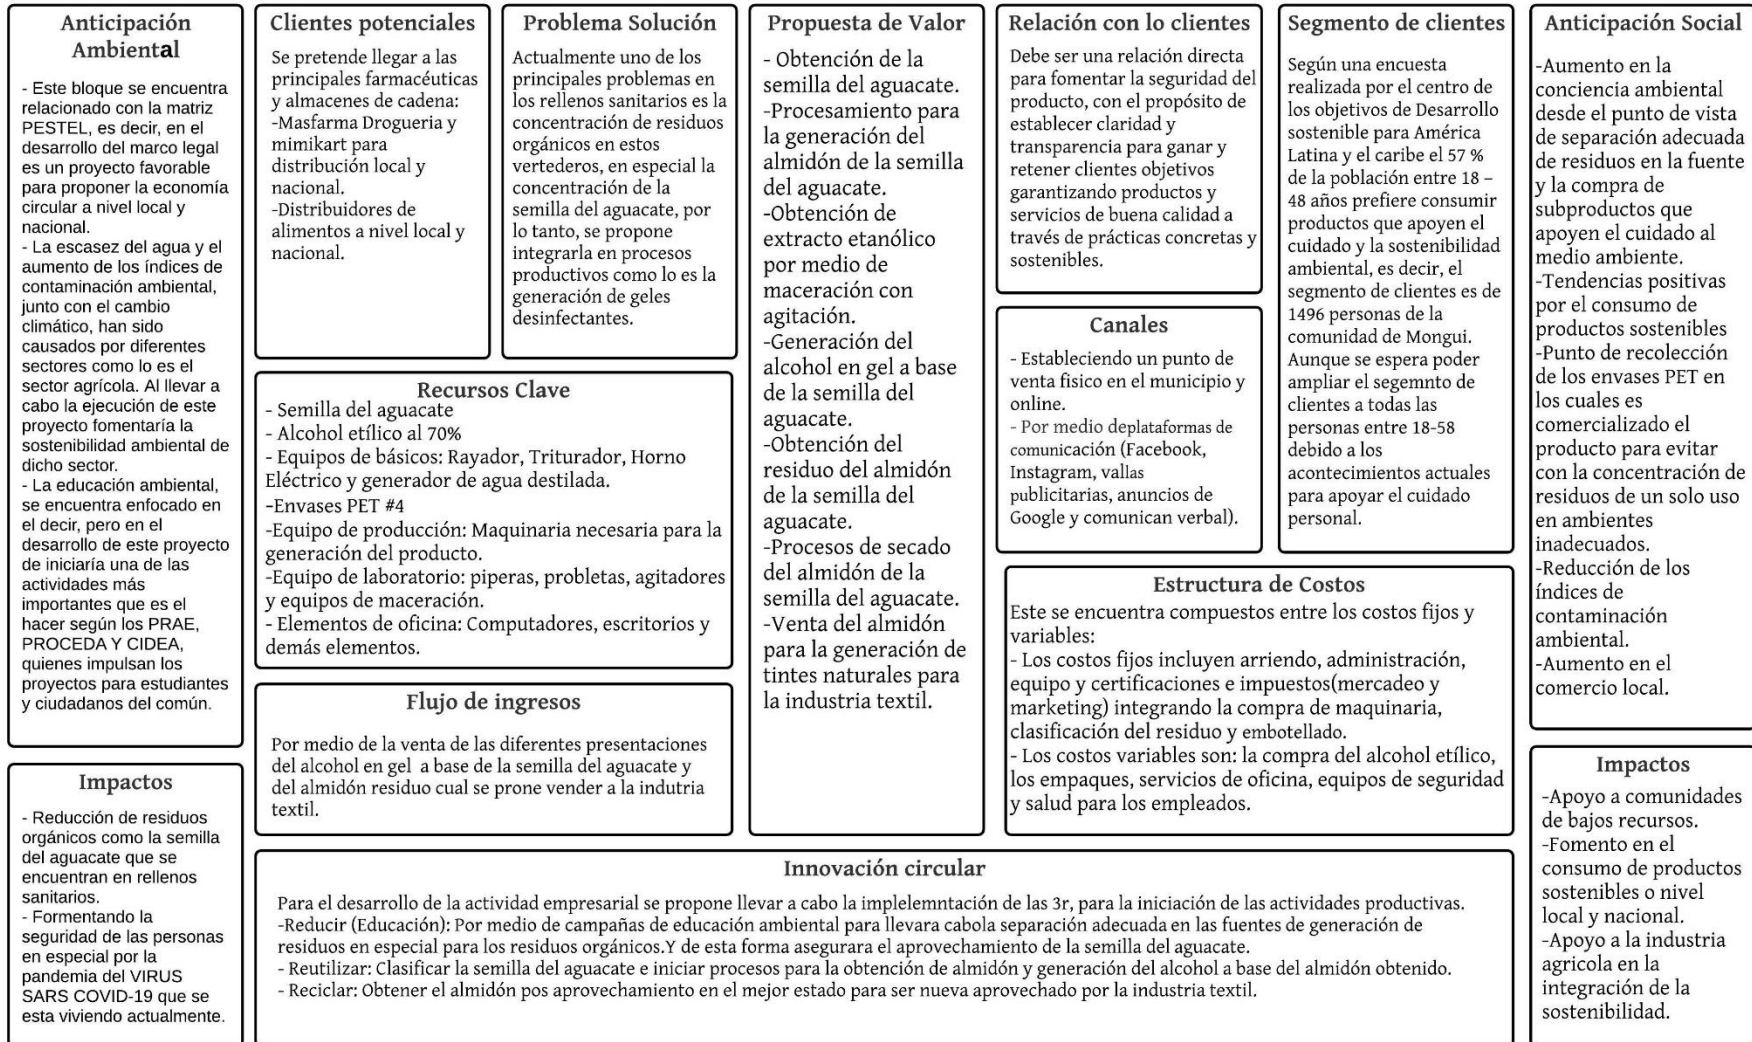 Anticipación
Ambiental
- Este bloque se encuentra
relacionado con la matriz
PESTEL, es decir, en el
desarrollo del marco legal
es un proyecto favorable
para proponer la economía
circular a nivel local y
nacional.
- La escasez del agua y el
aumento de los índices de
contaminación ambiental,
junto con el cambio
climático, han sido
causados por diferentes
sectores como lo es el
sector agrícola. Al llevar a
cabo la ejecución de este
proyecto fomentaría la
sostenibilidad ambiental de
dicho sector.
- La educación ambiental,
se encuentra enfocado en
el decir, pero en el
desarrollo de este proyecto
de iniciaría una de las
actividades más
importantes que es el
hacer según los PRAE,
PROCEDA Y CIDEA,
quienes impulsan los
proyectos para estudiantes
y ciudadanos del común.
Impactos
- Reducción de residuos
orgánicos como la semilla
del aguacate que se
encuentran en rellenos
sanitarios.
- Formentando la
seguridad de las personas
en especial por la
pandemia del VIRUS
SARS COVID-19 que se
esta viviendo actualmente.
Clientes potenciales
Se pretende llegar a las
principales farmacéuticas
y almacenes de cadena:
-Masfarma Drogueria y
mimikart para
distribución local y
nacional.
-Distribuidores de
alimentos a nivel local y
nacional.
Problema Solución
Actualmente uno de los
principales problemas en
los rellenos sanitarios es la
concentración de residuos
orgánicos en estos
vertederos, en especial la
concentración de la
semilla del aguacate, por
lo tanto, se propone
integrarla en procesos
productivos como lo es la
generación de geles
desinfectantes.
Recursos Clave
- Semilla del aguacate
- Alcohol etílico al 70%
- Equipos de básicos: Rayador, Triturador, Horno
Eléctrico y generador de agua destilada.
-Envases PET #4
-Equipo de producción: Maquinaria necesaria para la
generación del producto.
-Equipo de laboratorio: piperas, probletas, agitadores
y equipos de maceración.
- Elementos de oficina: Computadores, escritorios y
demás elementos.
Flujo de ingresos
Por medio de la venta de las diferentes presentaciones
del alcohol en gel a base de la semilla del aguacate y
del almidón residuo cual se prone vender a la indutria
textil.
Propuesta de Valor
- Obtención de la
semilla del aguacate.
-Procesamiento para
la generación del
almidón de la semilla
del aguacate.
-Obtención de
extracto etanólico
por medio de
maceración con
agitación.
-Generación del
alcohol en gel a base
de la semilla del
aguacate.
-Obtención del
residuo del almidón
de la semilla del
aguacate.
-Procesos de secado
del almidón de la
semilla del aguacate.
-Venta del almidón
para la generación de
tintes naturales para
la industria textil.
Relación con lo clientes
Debe ser una relación directa
para fomentar la seguridad del
producto, con el propósito de
establecer claridad y
transparencia para ganar y
retener clientes objetivos
garantizando productos y
servicios de buena calidad a
través de prácticas concretas y
sostenibles.
Canales
- Estableciendo un punto de
venta fisico en el municipio y
online.
- Por medio deplataformas de
comunicación (Facebook,
Instagram, vallas
publicitarias, anuncios de
Google y comunican verbal).
Segmento de clientes
Según una encuesta
realizada por el centro de
los objetivos de Desarrollo
sostenible para América
Latina y el caribe el 57 %
de la población entre 18 –
48 años prefiere consumir
productos que apoyen el
cuidado y la sostenibilidad
ambiental, es decir, el
segmento de clientes es de
1496 personas de la
comunidad de Mongui.
Aunque se espera poder
ampliar el segemnto de
clientes a todas las
personas entre 18-58
debido a los
acontecimientos actuales
para apoyar el cuidado
personal.
Estructura de Costos
Este se encuentra compuestos entre los costos fijos y
variables:
- Los costos fijos incluyen arriendo, administración,
equipo y certificaciones e impuestos(mercadeo y
marketing) integrando la compra de maquinaria,
clasificación del residuo y embotellado.
- Los costos variables son: la compra del alcohol etílico,
los empaques, servicios de oficina, equipos de seguridad
y salud para los empleados.
Anticipación Social
-Aumento en la
conciencia ambiental
desde el punto de vista
de separación adecuada
de residuos en la fuente
y la compra de
subproductos que
apoyen el cuidado al
medio ambiente.
-Tendencias positivas
por el consumo de
productos sostenibles
-Punto de recolección
de los envases PET en
los cuales es
comercializado el
producto para evitar
con la concentración de
residuos de un solo uso
en ambientes
inadecuados.
-Reducción de los
índices de
contaminación
ambiental.
-Aumento en el
comercio local.
Impactos
-Apoyo a comunidades
de bajos recursos.
-Fomento en el
consumo de productos
sostenibles o nivel
local y nacional.
-Apoyo a la industria
agricola en la
integración de la
sostenibilidad.
Innovación circular
Para el desarrollo de la actividad empresarial se propone llevar a cabo la implelemntación de las 3r, para la iniciación de las actividades productivas.
-Reducir (Educación): Por medio de campañas de educación ambiental para llevara cabola separación adecuada en las fuentes de generación de
residuos en especial para los residuos orgánicos.Y de esta forma asegurara el aprovechamiento de la semilla del aguacate.
- Reutilizar: Clasificar la semilla del aguacate e iniciar procesos para la obtención de almidón y generación del alcohol a base del almidón obtenido.
- Reciclar: Obtener el almidón pos aprovechamiento en el mejor estado para ser nueva aprovechado por la industria textil.